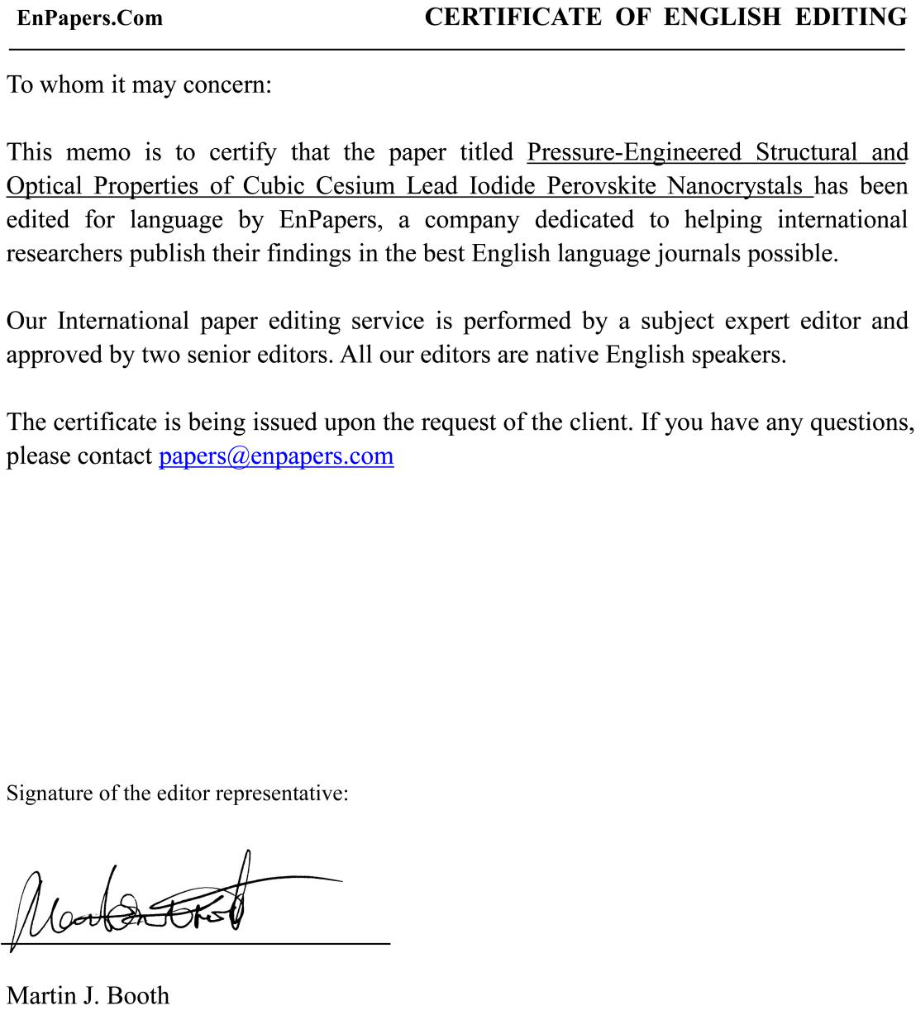 EnPapers.Com CERTIFICATE OF ENGLISH EDITING
To whom it may concern:
This memo is to certify that the paper titled Pressure-Engineered Structural and
Optical Properties of Cubic Cesium Lead Iodide Perovskite Nanocrystals has been
edited for language by EnPapers, a company dedicated to helping international
researchers publish their findings in the best English language journals possible.
Our International paper editing service is performed by a subject expert editor and
approved by two senior editors. All our editors are native English speakers.
The certificate is being issued upon the request of the client. If you have any questions,
please contact papers@enpapers.com
Signature of the editor representative:
Martin J. Booth